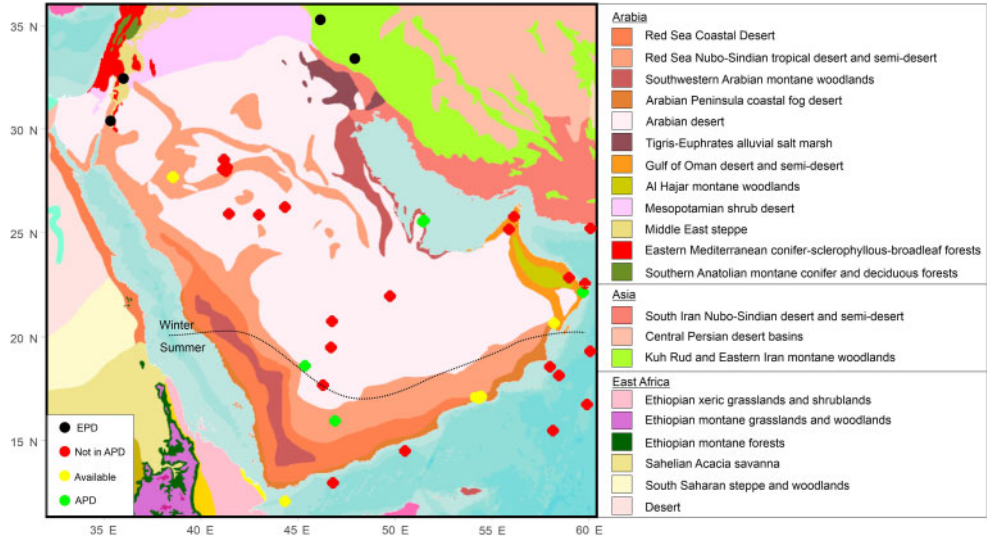 35 N
30 N
25 N
20 N
15 N
35 E
40 E
45 E
50 E
55 E
60 E
Winter
Summer
EPD
Not in APD
Available
APD
Arabia
Red Sea Coastal Desert
Red Sea Nubo-Sindian tropical desert and semi-desert
Southwestern Arabian montane woodlands
Arabian Peninsula coastal fog desert
Arabian desert
Tigris-Euphrates alluvial salt marsh
Gulf of Oman desert and semi-desert
Al Hajar montane woodlands
Mesopotamian shrub desert
Middle East steppe
Eastern Mediterranean conifer-sclerophyllous-broadleaf forests
Southern Anatolian montane conifer and deciduous forests
Asia
South Iran Nubo-Sindian desert and semi-desert
Central Persian desert basins
Kuh Rud and Eastern Iran montane woodlands
East Africa
Ethiopian xeric grasslands and shrublands
Ethiopian montane grasslands and woodlands
Ethiopian montane forests
Sahelian Acacia savanna
South Saharan steppe and woodlands
Desert